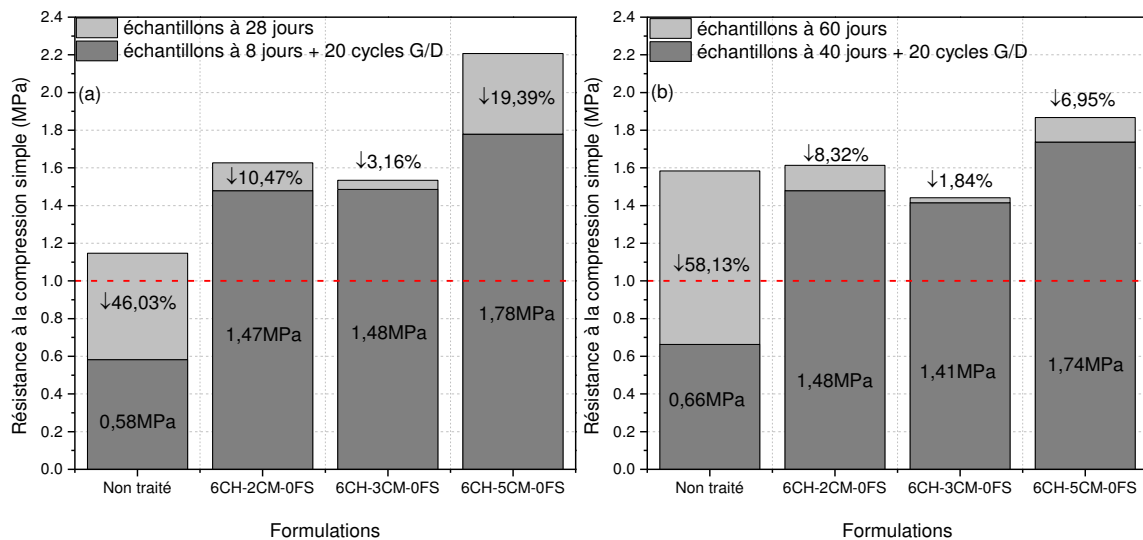 échantillons à 28 jours
échantillons à 8 jours + 20 cycles G/D
(a)
Résistance à la compression simple (MPa)
2.4
2.2
2.0
1.8
1.6
1.4
1.2
1.0
0.8
0.6
0.4
0.2
0.0
↓46,03%
↓10,47%
↓3,16%
↓19,39%
0,58MPa
1,47MPa
1,48MPa
1,78MPa
Non traité
6CH-2CM-0FS
6CH-3CM-0FS
6CH-5CM-0FS
Formulations
échantillons à 60 jours
échantillons à 40 jours + 20 cycles G/D
(b)
Résistance à la compression simple (MPa)
2.4
2.2
2.0
1.8
1.6
1.4
1.2
1.0
0.8
0.6
0.4
0.2
0.0
↓58,13%
↓8,32%
↓1,84%
↓6,95%
0,66MPa
1,48MPa
1,41MPa
1,74MPa
Non traité
6CH-2CM-0FS
6CH-3CM-0FS
6CH-5CM-0FS
Formulations